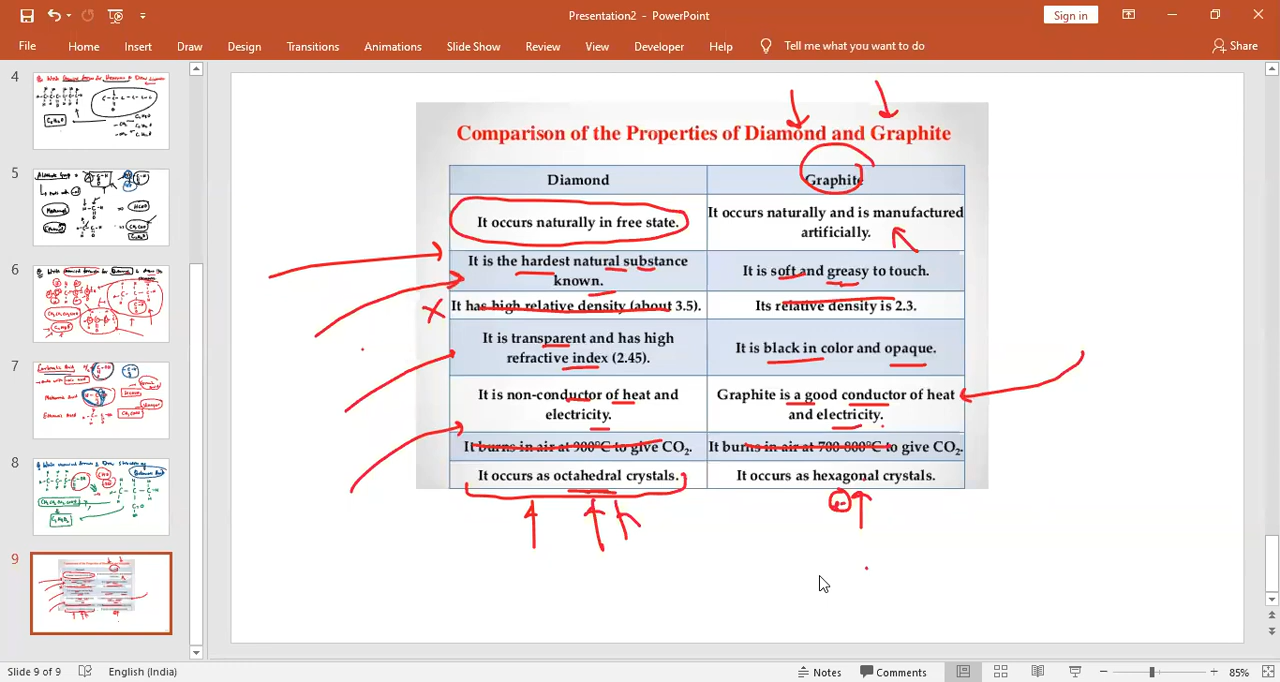 Presentation2 - PowerPoint
Sign in
File Home Insert Draw Design Transitions Animations Slide Show Review View Developer Help Tell me what you want to do Share
4
5
6
7
8
9
Comparison of the Properties of Diamond and Graphite
Diamond
Graphite
It occurs naturally in free state.
It occurs naturally and is manufactured
artificially.
It is the hardest natural substance
known.
It is soft and greasy to touch.
It has high relative density (about 3.5).
Its relative density is 2.3.
It is transparent and has high
refractive index (2.45).
It is black in color and opaque.
It is non-conductor of heat and
electricity.
Graphite is a good conductor of heat
and electricity.
It burns in air at 900°C to give CO₂.
It burns in air at 700-800°C to give CO₂.
It occurs as octahedral crystals.
It occurs as hexagonal crystals.
Slide 9 of 9 English (India) Notes Comments 85%